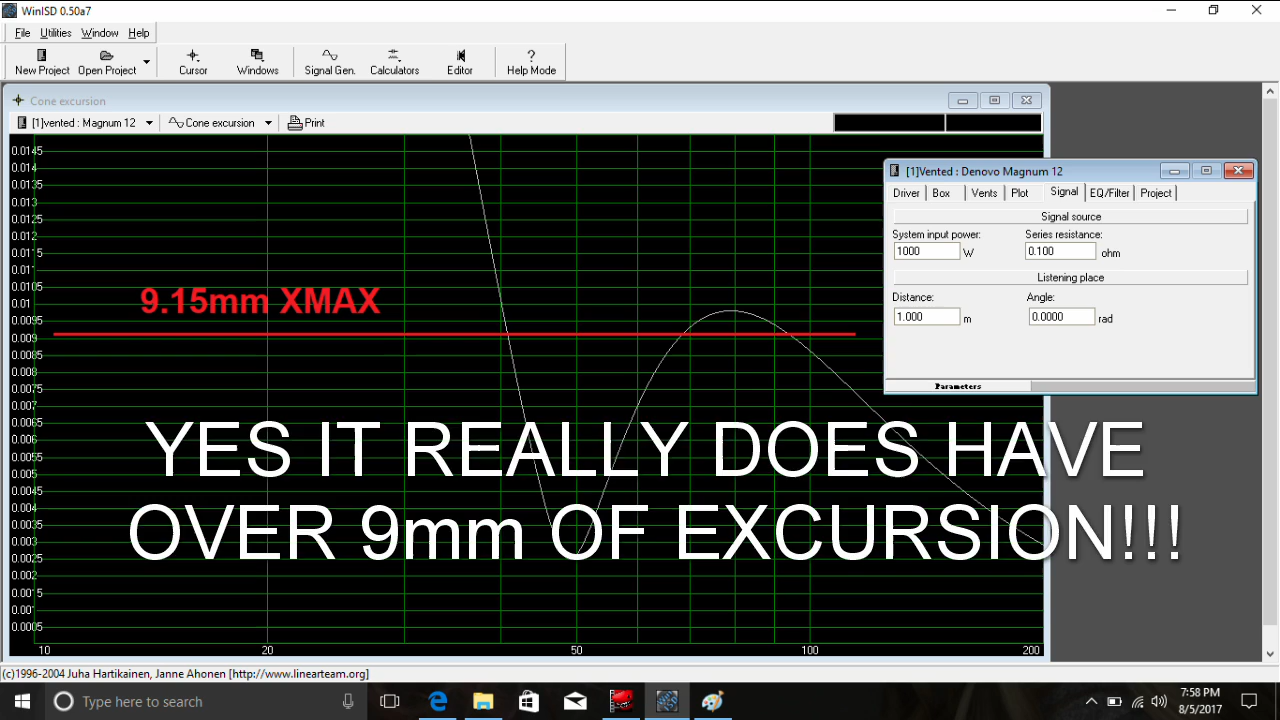 WinISD 0.50a7
File Utilities Window Help
New Project Open Project Cursor Windows Signal Gen. Calculators Editor Help Mode
Cone excursion
[1]vented : Magnum 12 Cone excursion Print
0.0145
0.014
0.0135
0.013
0.0125
0.012
0.0115
0.011
0.0105
0.01
0.0095
0.009
0.0085
0.008
0.0075
0.007
0.0065
0.006
0.0055
0.005
0.0045
0.004
0.0035
0.003
0.0025
0.002
0.0015
0.001
0.0005
10 20 50 100 200
9.15mm XMAX
YES IT REALLY DOES HAVE
OVER 9mm OF EXCURSION!!!
[1]Vented : Denovo Magnum 12
Driver Box Vents Plot Signal EQ/Filter Project
Signal source
System input power: Series resistance:
1000 W 0.100 ohm
Listening place
Distance: Angle:
1.000 m 0.0000 rad
Parameters
(c)1996-2004 Juha Hartikainen, Janne Ahonen [http://www.linearteam.org]
Type here to search
7:58 PM
8/5/2017